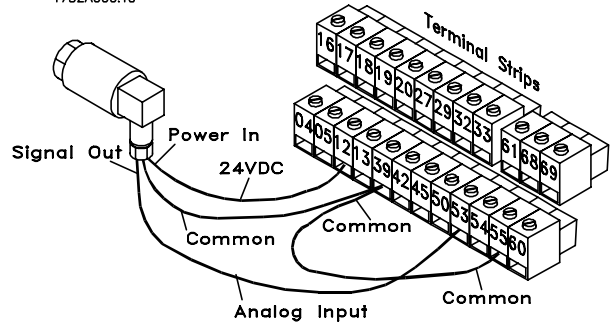 Terminal Strips
16 17 18 19 20 27 29 32 33
61 68 69
04 05 12 13 39 42 45 50 53 54 55 60
Power In
Signal Out
24VDC
Common
Common
Common
Analog Input